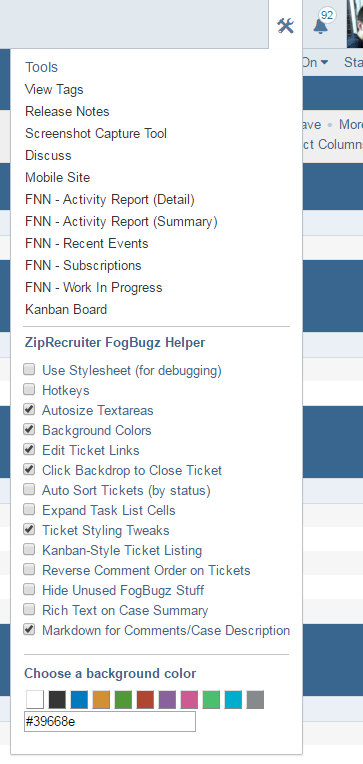 92
Tools
On
Sta
View Tags
Release Notes
ave • More
Screenshot Capture Tool
ct Column
Discuss
Mobile Site
FNN - Activity Report (Detail)
FNN - Activity Report (Summary)
FNN - Recent Events
FNN - Subscriptions
FNN - Work In Progress
Kanban Board
ZipRecruiter FogBugz Helper
Use Stylesheet (for debugging)
Hotkeys
Autosize Textareas
Background Colors
Edit Ticket Links
Click Backdrop to Close Ticket
Auto Sort Tickets (by status)
Expand Task List Cells
Ticket Styling Tweaks
Kanban-Style Ticket Listing
Reverse Comment Order on Tickets
Hide Unused FogBugz Stuff
Rich Text on Case Summary
Markdown for Comments/Case Description
Choose a background color
#39668e